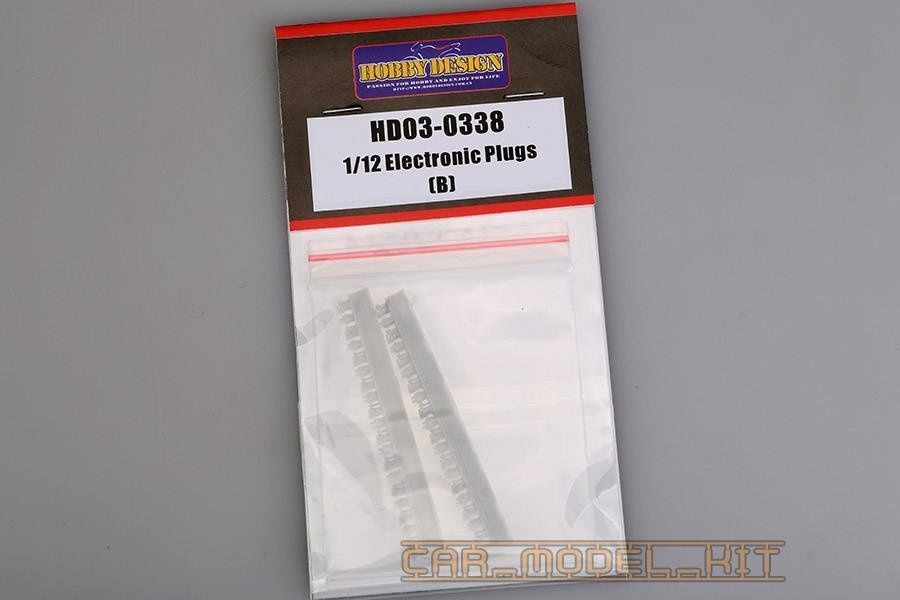 HOBBY DESIGN
PASSION FOR HOBBY AND ENJOY FOR LIFE
HD03-0338
1/12 Electronic Plugs
(B)
CAR_MODEL_KIT